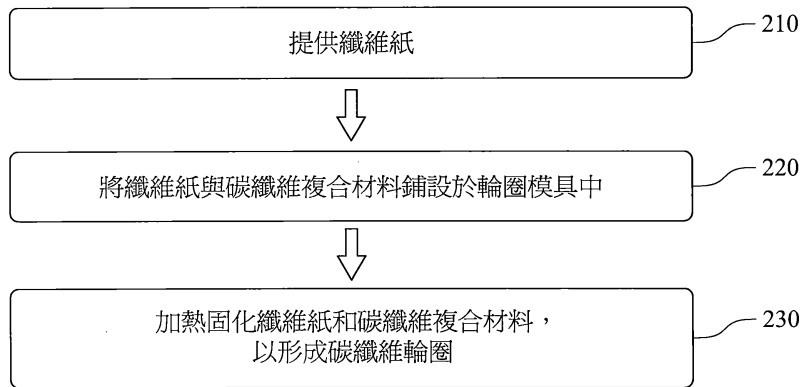 提供纖維紙
210
將纖維紙與碳纖維複合材料鋪設於輪圈模具中
220
加熱固化纖維紙和碳纖維複合材料，
以形成碳纖維輪圈
230